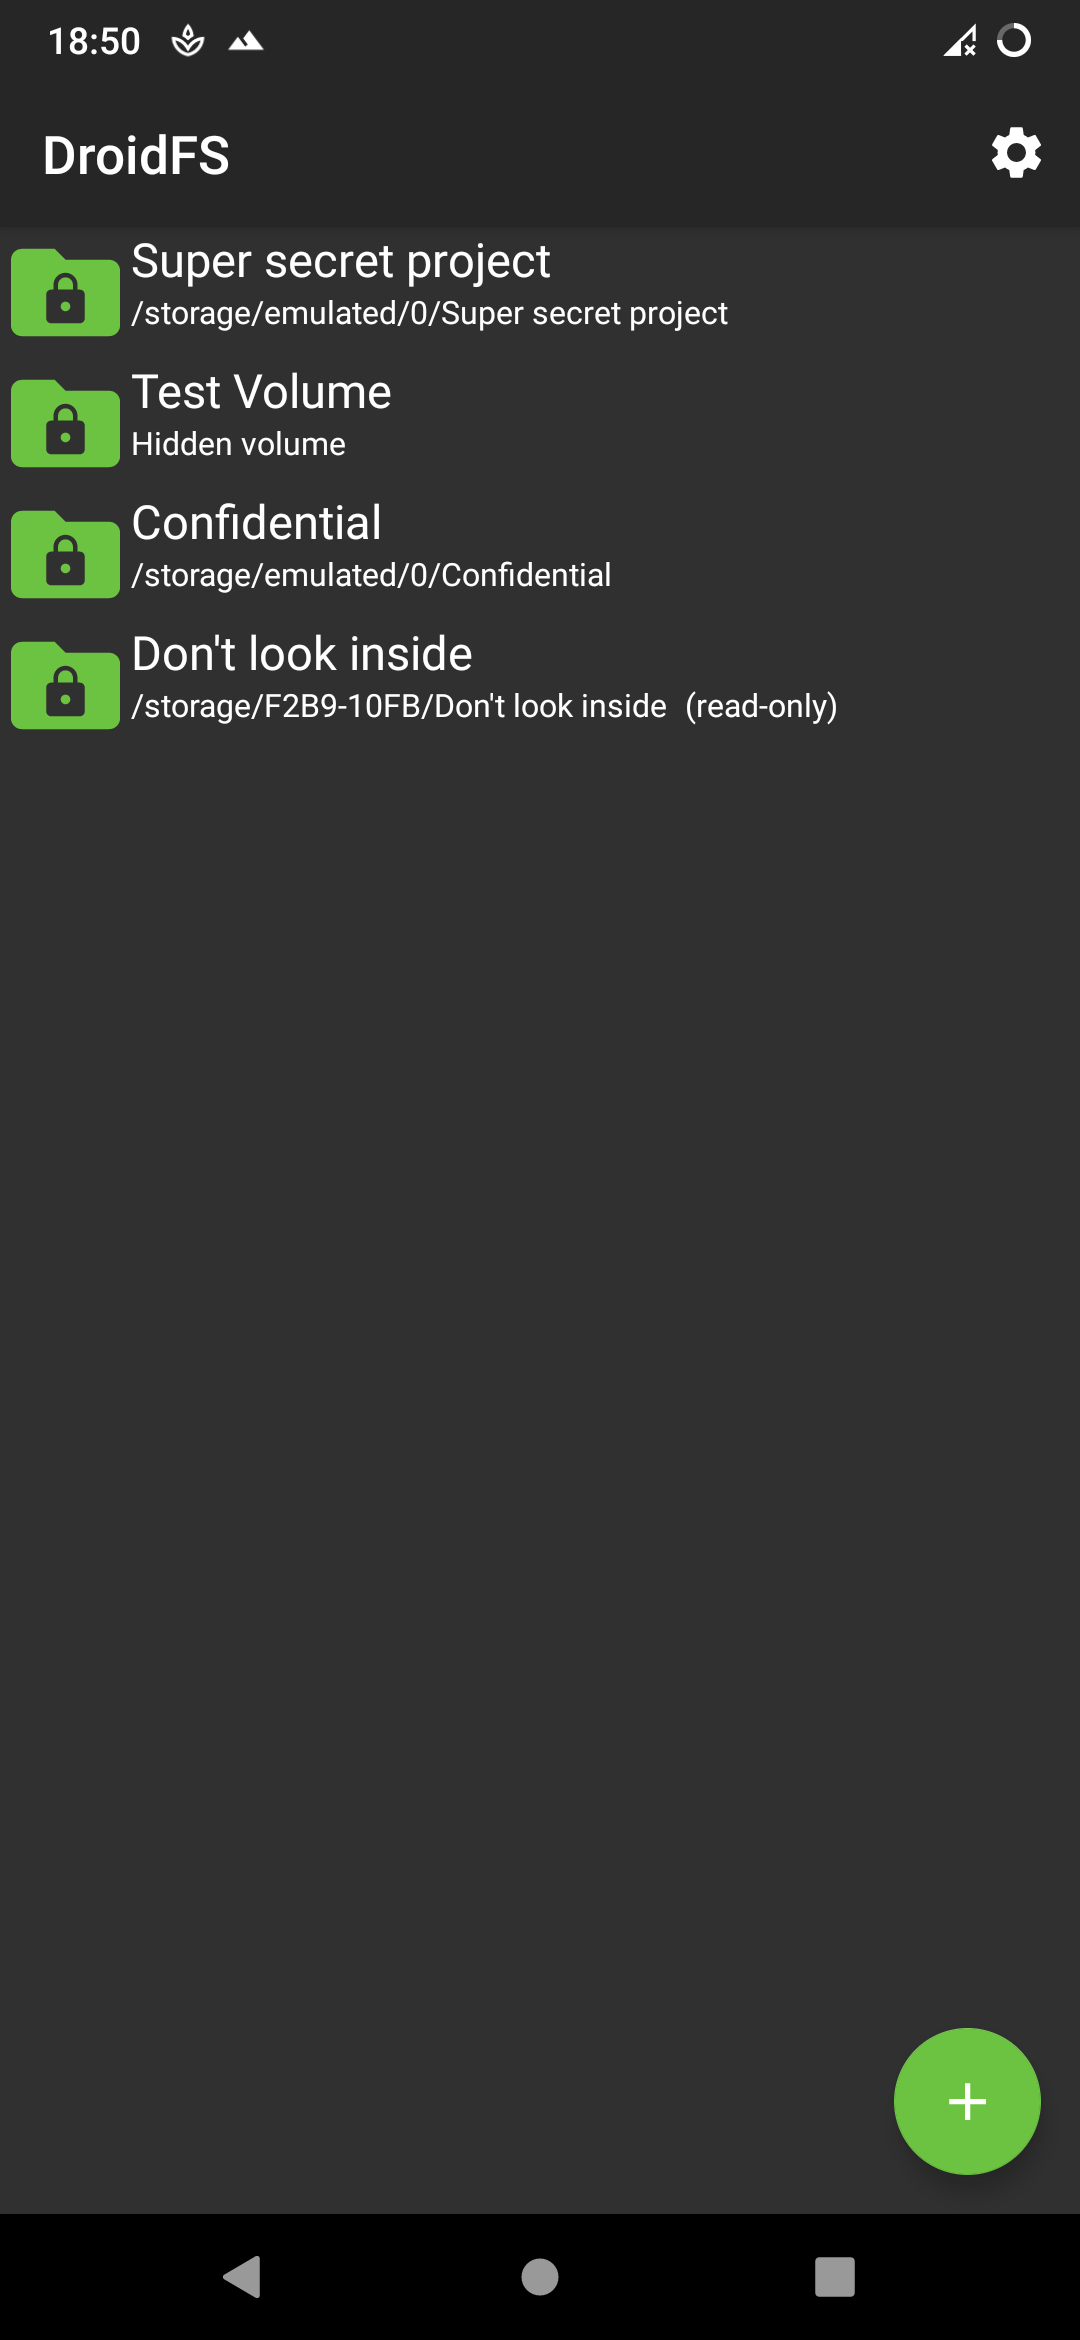 18:50
DroidFS
Super secret project
/storage/emulated/0/Super secret project
Test Volume
Hidden volume
Confidential
/storage/emulated/0/Confidential
Don't look inside
/storage/F2B9-10FB/Don't look inside (read-only)